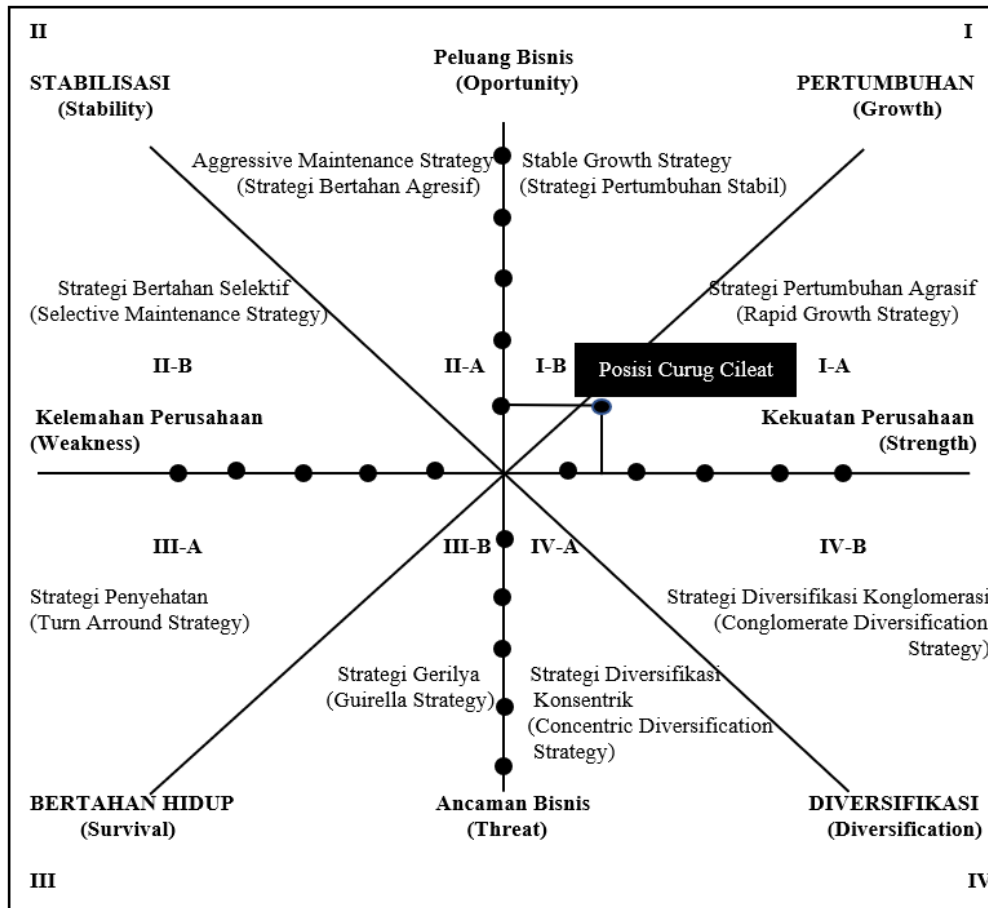 II
I
Peluang Bisnis
(Oportunity)
STABILISASI
(Stability)
PERTUMBUHAN
(Growth)
Aggressive Maintenance Strategy
(Strategi Bertahan Agresif)
Stable Growth Strategy
(Strategi Pertumbuhan Stabil)
Strategi Bertahan Selektif
(Selective Maintenance Strategy)
Strategi Pertumbuhan Agrasif
(Rapid Growth Strategy)
II-B
II-A
I-B
Posisi Curug Cileat
I-A
Kelemahan Perusahaan
(Weakness)
Kekuatan Perusahaan
(Strength)
III-A
III-B
IV-A
IV-B
Strategi Penyehatan
(Turn Arround Strategy)
Strategi Diversifikasi Konglomerasi
(Conglomerate Diversification
Strategy)
Strategi Gerilya
(Guirella Strategy)
Strategi Diversifikasi
Konsentrik
(Concentric Diversification
Strategy)
BERTAHAN HIDUP
(Survival)
Ancaman Bisnis
(Threat)
DIVERSIFIKASI
(Diversification)
III
IV